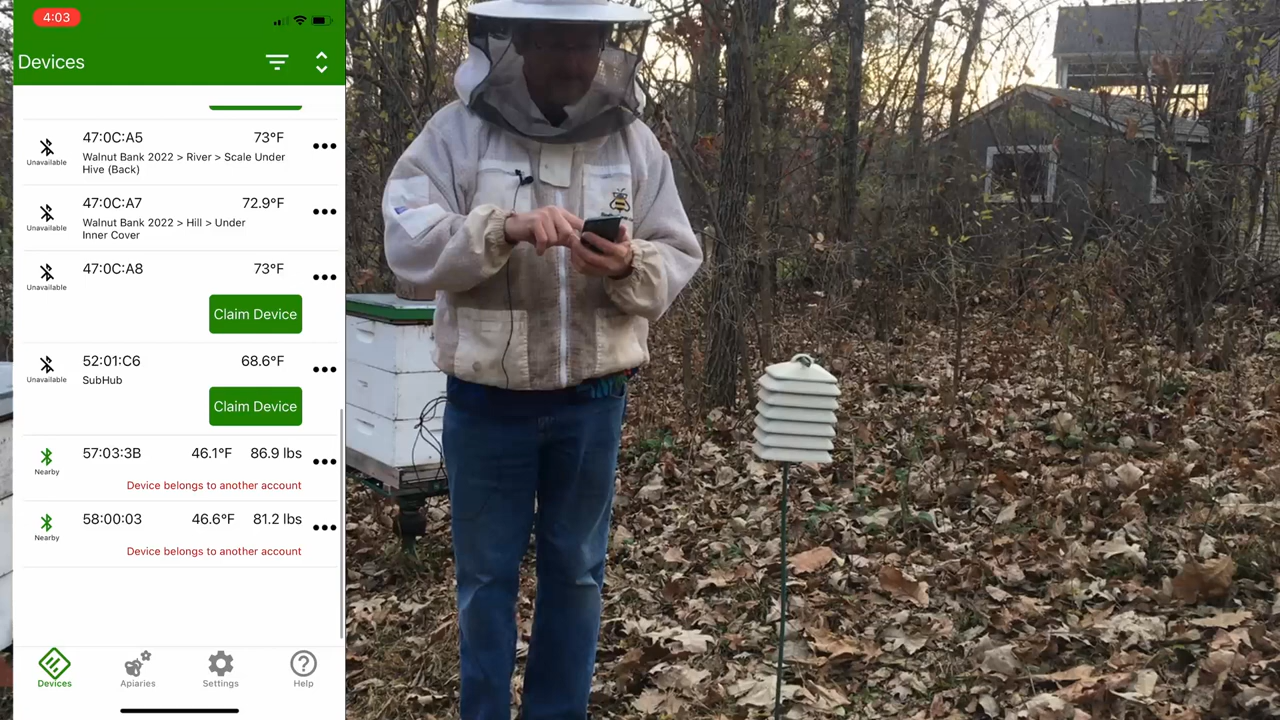 4:03
Devices
47:0C:A5 73°F
Unavailable
Walnut Bank 2022 > River > Scale Under
Hive (Back)
47:0C:A7 72.9°F
Unavailable
Walnut Bank 2022 > Hill > Under
Inner Cover
47:0C:A8 73°F
Unavailable
Claim Device
52:01:C6 68.6°F
Unavailable
SubHub
Claim Device
57:03:3B 46.1°F 86.9 lbs
Nearby
Device belongs to another account
58:00:03 46.6°F 81.2 lbs
Nearby
Device belongs to another account
Devices Apiaries Settings Help